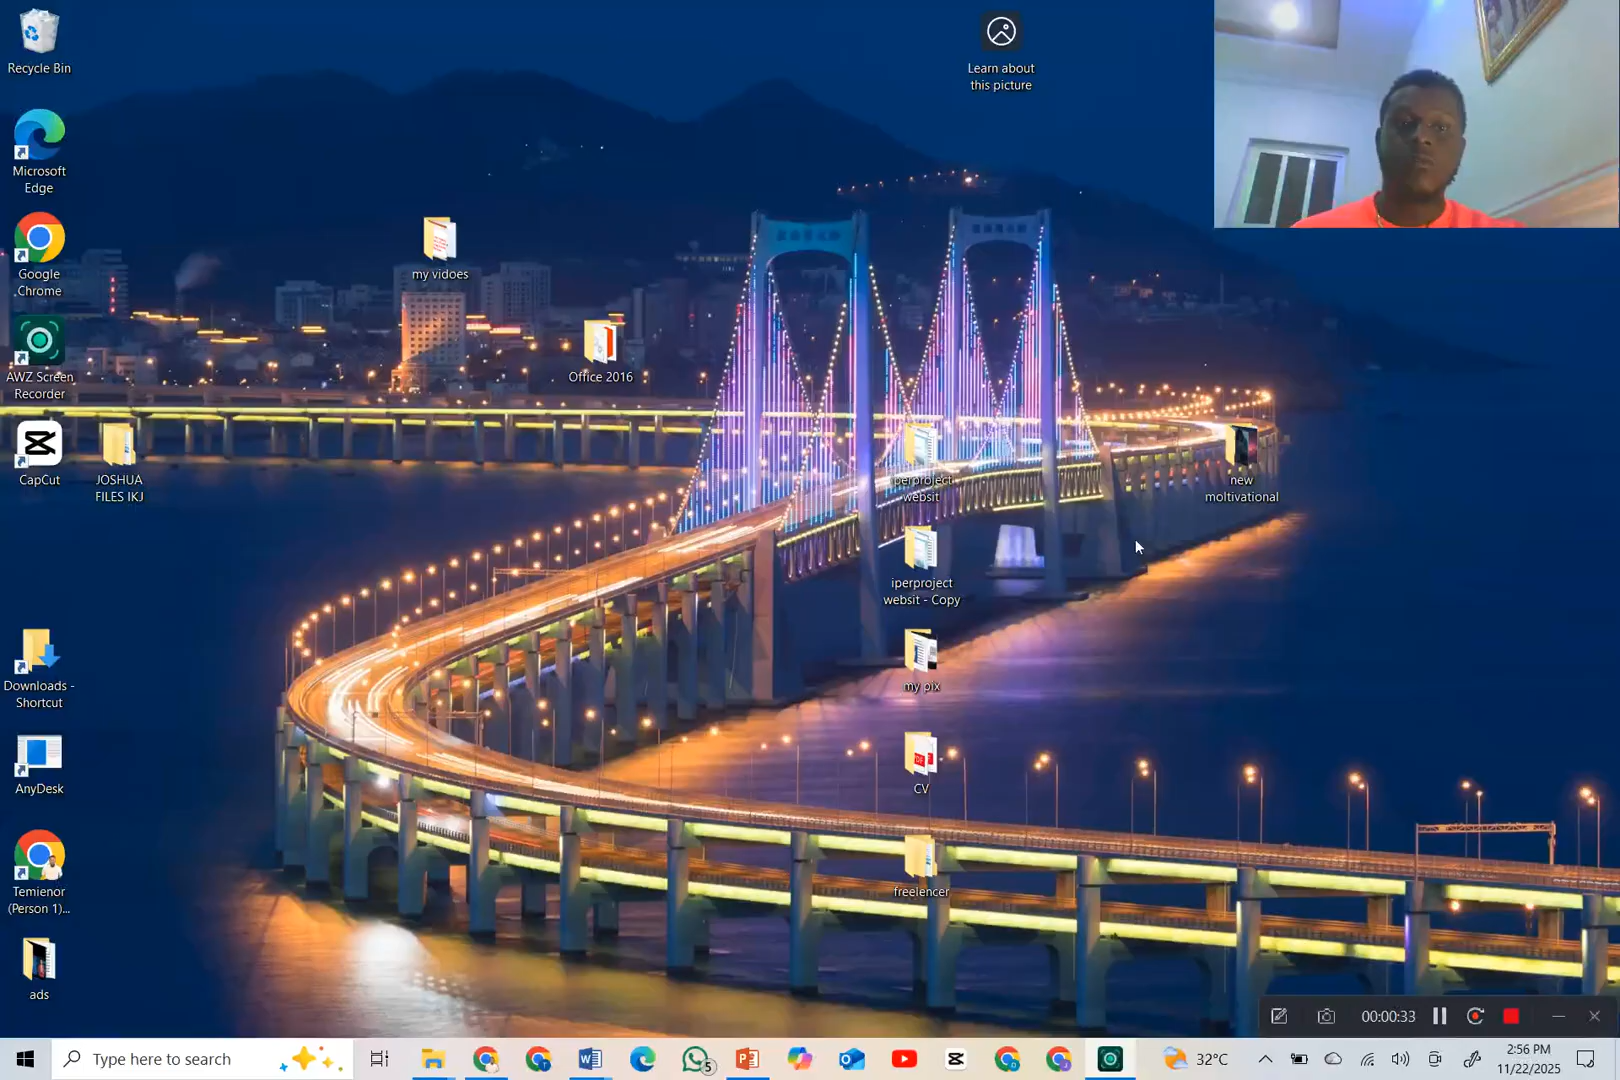 Recycle Bin
Learn about
this picture
Microsoft
Edge
my vidoes
Google
Chrome
Office 2016
AWZ Screen
Recorder
CapCut
JOSHUA
FILES IKJ
iperproject
websit
new
moltivational
iperproject
websit - Copy
my pix
Downloads -
Shortcut
AnyDesk
CV
Temienor
(Person 1)...
freelencer
ads
00:00:33
Type here to search
5
32°C
2:56 PM
11/22/2025